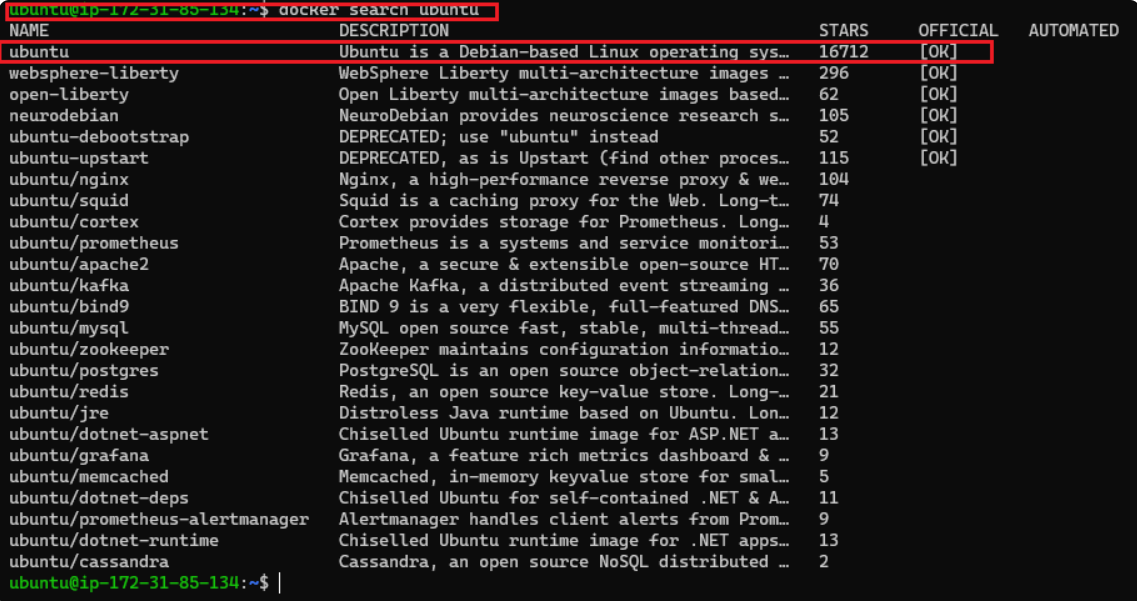 ubuntu@ip-172-31-85-134:~$ docker search ubuntu
NAME DESCRIPTION STARS OFFICIAL AUTOMATED
ubuntu Ubuntu is a Debian-based Linux operating sys… 16712 [OK]
websphere-liberty WebSphere Liberty multi-architecture images … 296 [OK]
open-liberty Open Liberty multi-architecture images based… 62 [OK]
neurodebian NeuroDebian provides neuroscience research s… 105 [OK]
ubuntu-debootstrap DEPRECATED; use "ubuntu" instead 52 [OK]
ubuntu-upstart DEPRECATED, as is Upstart (find other proces… 115 [OK]
ubuntu/nginx Nginx, a high-performance reverse proxy & we… 104
ubuntu/squid Squid is a caching proxy for the Web. Long-t… 74
ubuntu/cortex Cortex provides storage for Prometheus. Long… 4
ubuntu/prometheus Prometheus is a systems and service monitori… 53
ubuntu/apache2 Apache, a secure & extensible open-source HT… 70
ubuntu/kafka Apache Kafka, a distributed event streaming … 36
ubuntu/bind9 BIND 9 is a very flexible, full-featured DNS… 65
ubuntu/mysql MySQL open source fast, stable, multi-thread… 55
ubuntu/zookeeper ZooKeeper maintains configuration informatio… 12
ubuntu/postgres PostgreSQL is an open source object-relation… 32
ubuntu/redis Redis, an open source key-value store. Long-… 21
ubuntu/jre Distroless Java runtime based on Ubuntu. Lon… 12
ubuntu/dotnet-aspnet Chiselled Ubuntu runtime image for ASP.NET a… 13
ubuntu/grafana Grafana, a feature rich metrics dashboard & … 9
ubuntu/memcached Memcached, in-memory keyvalue store for smal… 5
ubuntu/dotnet-deps Chiselled Ubuntu for self-contained .NET & A… 11
ubuntu/prometheus-alertmanager Alertmanager handles client alerts from Prom… 9
ubuntu/dotnet-runtime Chiselled Ubuntu runtime image for .NET apps… 13
ubuntu/cassandra Cassandra, an open source NoSQL distributed … 2
ubuntu@ip-172-31-85-134:~$